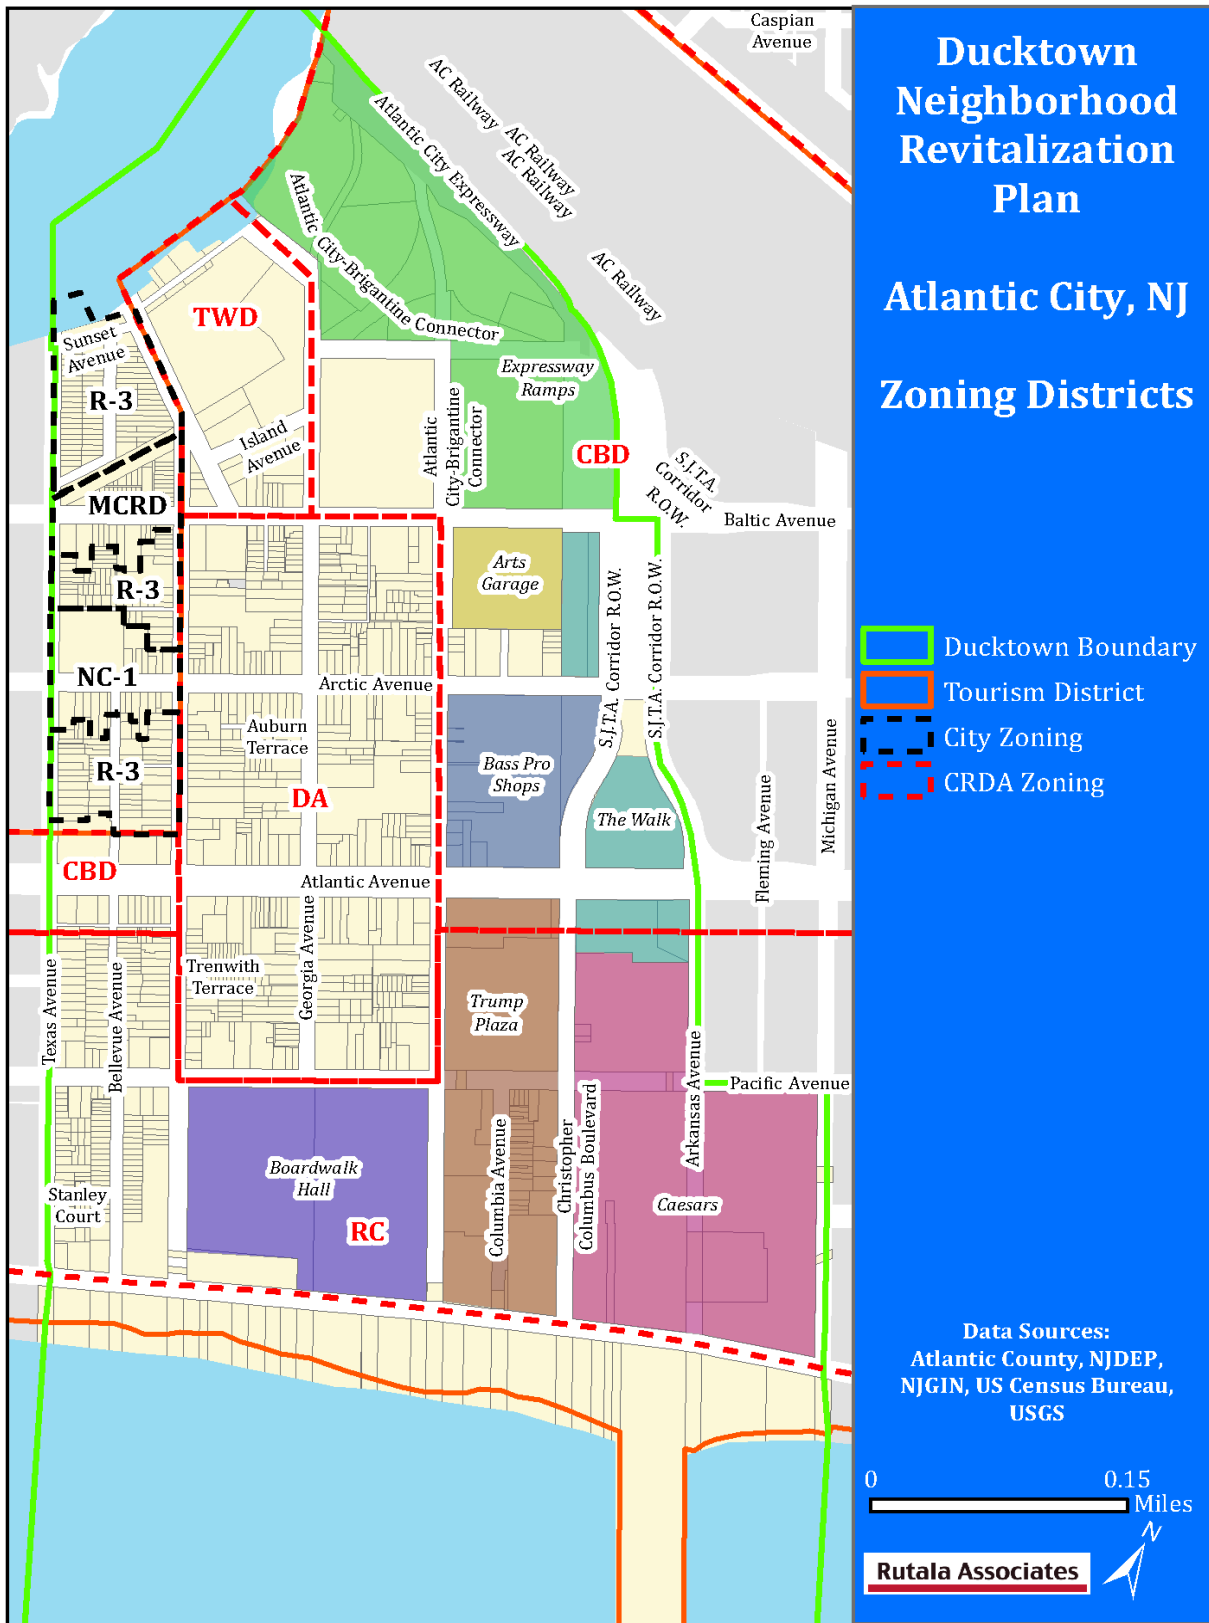 Caspian
Avenue
AC Railway
AC Railway
AC Railway
AC Railway
Atlantic City Expressway
Atlantic City-Brigantine Connector
TWD
Sunset
Avenue
R-3
Expressway
Ramps
Island
Avenue
Atlantic
City-Brigantine
Connector
CBD
S.J.T.A.
Corridor
R.O.W.
MCRD
Baltic Avenue
Arts
Garage
R-3
S.J.T.A. Corridor R.O.W.
S.J.T.A. Corridor R.O.W.
NC-1
Arctic Avenue
Auburn
Terrace
Bass Pro
Shops
R-3
DA
The Walk
Fleming Avenue
Michigan Avenue
CBD
Atlantic Avenue
Texas Avenue
Bellevue Avenue
Trenwith
Terrace
Georgia Avenue
Trump
Plaza
Arkansas Avenue
Pacific Avenue
Boardwalk
Hall
Columbia Avenue
Christopher
Columbus Boulevard
Stanley
Court
RC
Caesars
Ducktown
Neighborhood
Revitalization
Plan
Atlantic City, NJ
Zoning Districts
Ducktown Boundary
Tourism District
City Zoning
CRDA Zoning
Data Sources:
Atlantic County, NJDEP,
NJGIN, US Census Bureau,
USGS
0 0.15
Miles
N
Rutala Associates